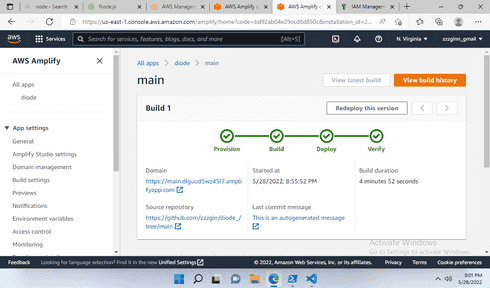 node - Search
Node.js
AWS Managemen
AWS Amplify
AWS Amplify
IAM Managem
https://us-east-1.console.aws.amazon.com/amplify/home?code=bd92ab04e29ccd8d850c&installation_id=2...
aws
Services
Search for services, features, blogs, docs, and more
[Alt+S]
N. Virginia
zzzginn_gmail
AWS Amplify
All apps
diode
App settings
General
Amplify Studio settings
Domain management
Build settings
Previews
Notifications
Environment variables
Access control
Monitoring
All apps
diode
main
main
View latest build
View build history
Build 1
Redeploy this version
Provision
Build
Deploy
Verify
Domain
https://main.dlguud5wz45l7.ampli
fyapp.com
Started at
5/28/2022, 8:55:52 PM
Build duration
4 minutes 52 seconds
Source repository
https://github.com/zzzgin/diode_/
tree/main
Last commit message
This is an autogenerated message
Activate Windows
Go to Settings to activate Windows.
Feedback
Looking for language selection? Find it in the new Unified Settings
© 2022, Amazon Web Services, Inc. or its affiliates.
Privacy
Terms
Cookie preferences
9:01 PM
5/28/2022